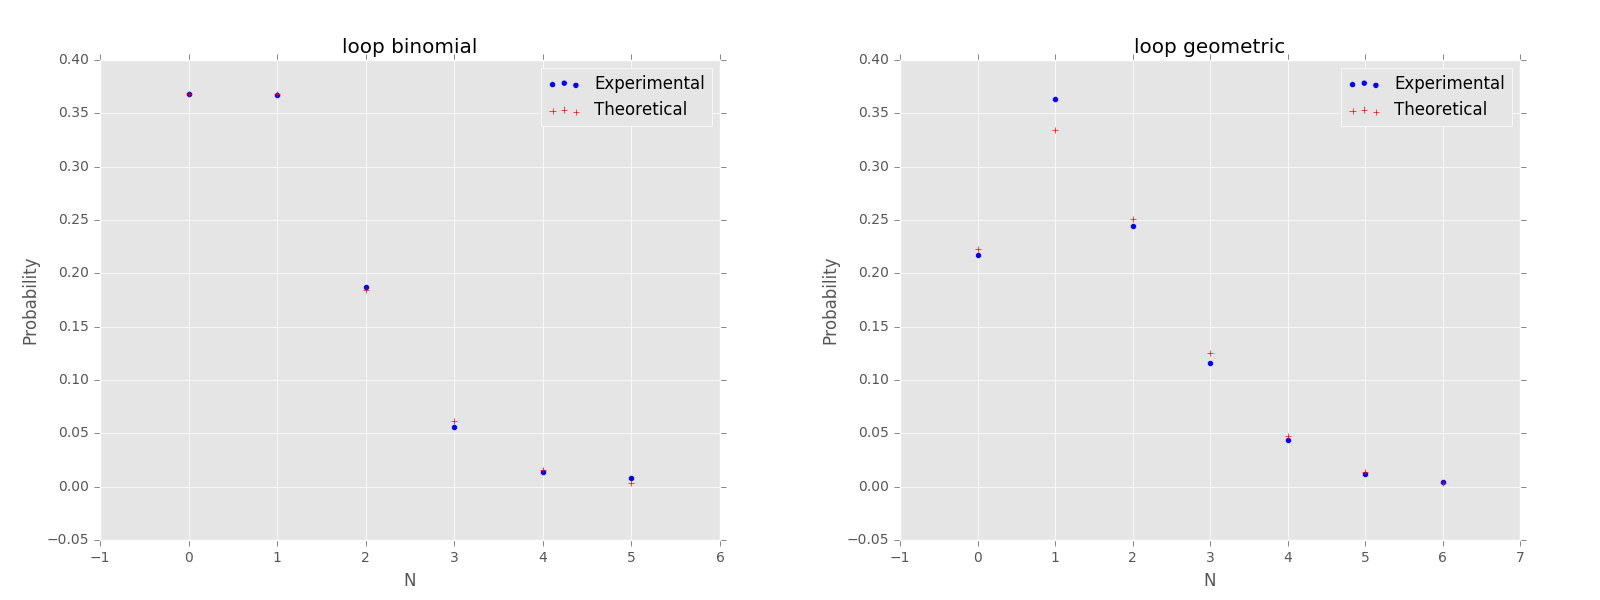 loop binomial
Experimental
Theoretical
0.40
0.35
0.30
0.25
0.20
0.15
0.10
0.05
0.00
−0.05
Probability
−1 0 1 2 3 4 5 6
N
loop geometric
Experimental
Theoretical
0.40
0.35
0.30
0.25
0.20
0.15
0.10
0.05
0.00
−0.05
Probability
−1 0 1 2 3 4 5 6 7
N